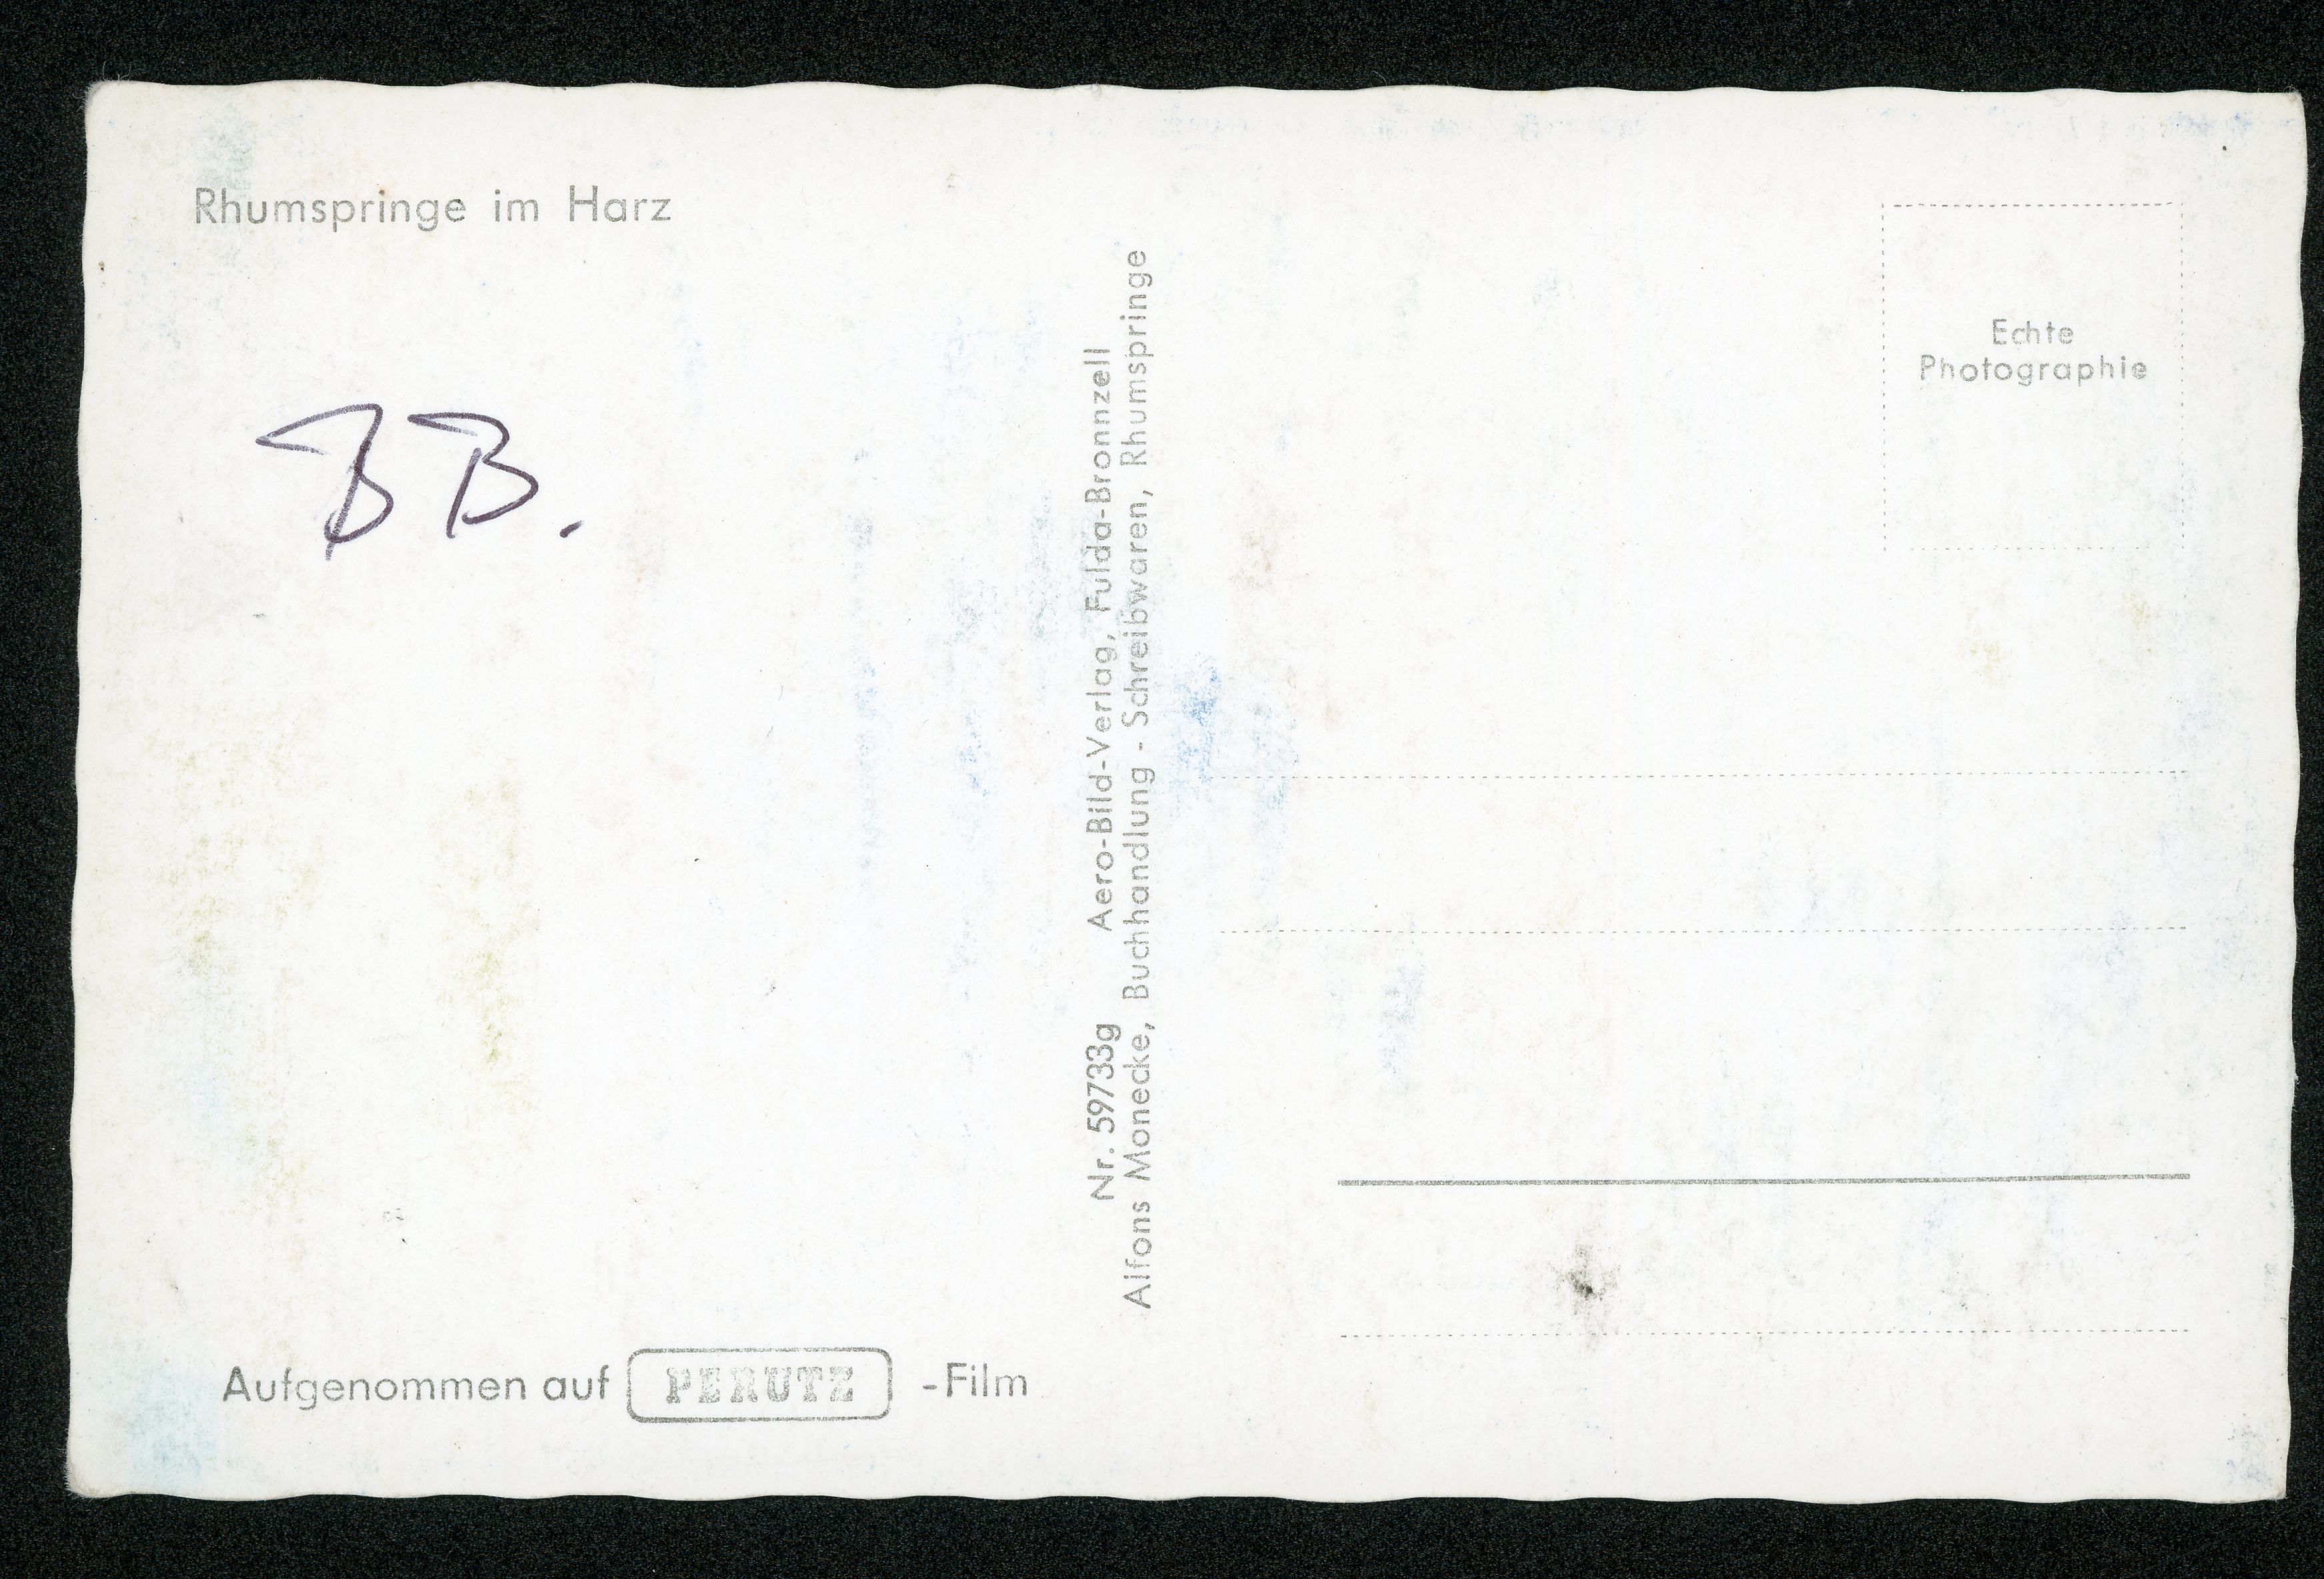 Rhumspringe im Harz
BB.
Nr. 59733g Aero-Bild-Verlag, Fulda-Bronnzell
Alfons Monecke, Buchhandlung - Schreibwaren, Rhumspringe
Echte
Photographie
Aufgenommen auf PERUTZ -Film